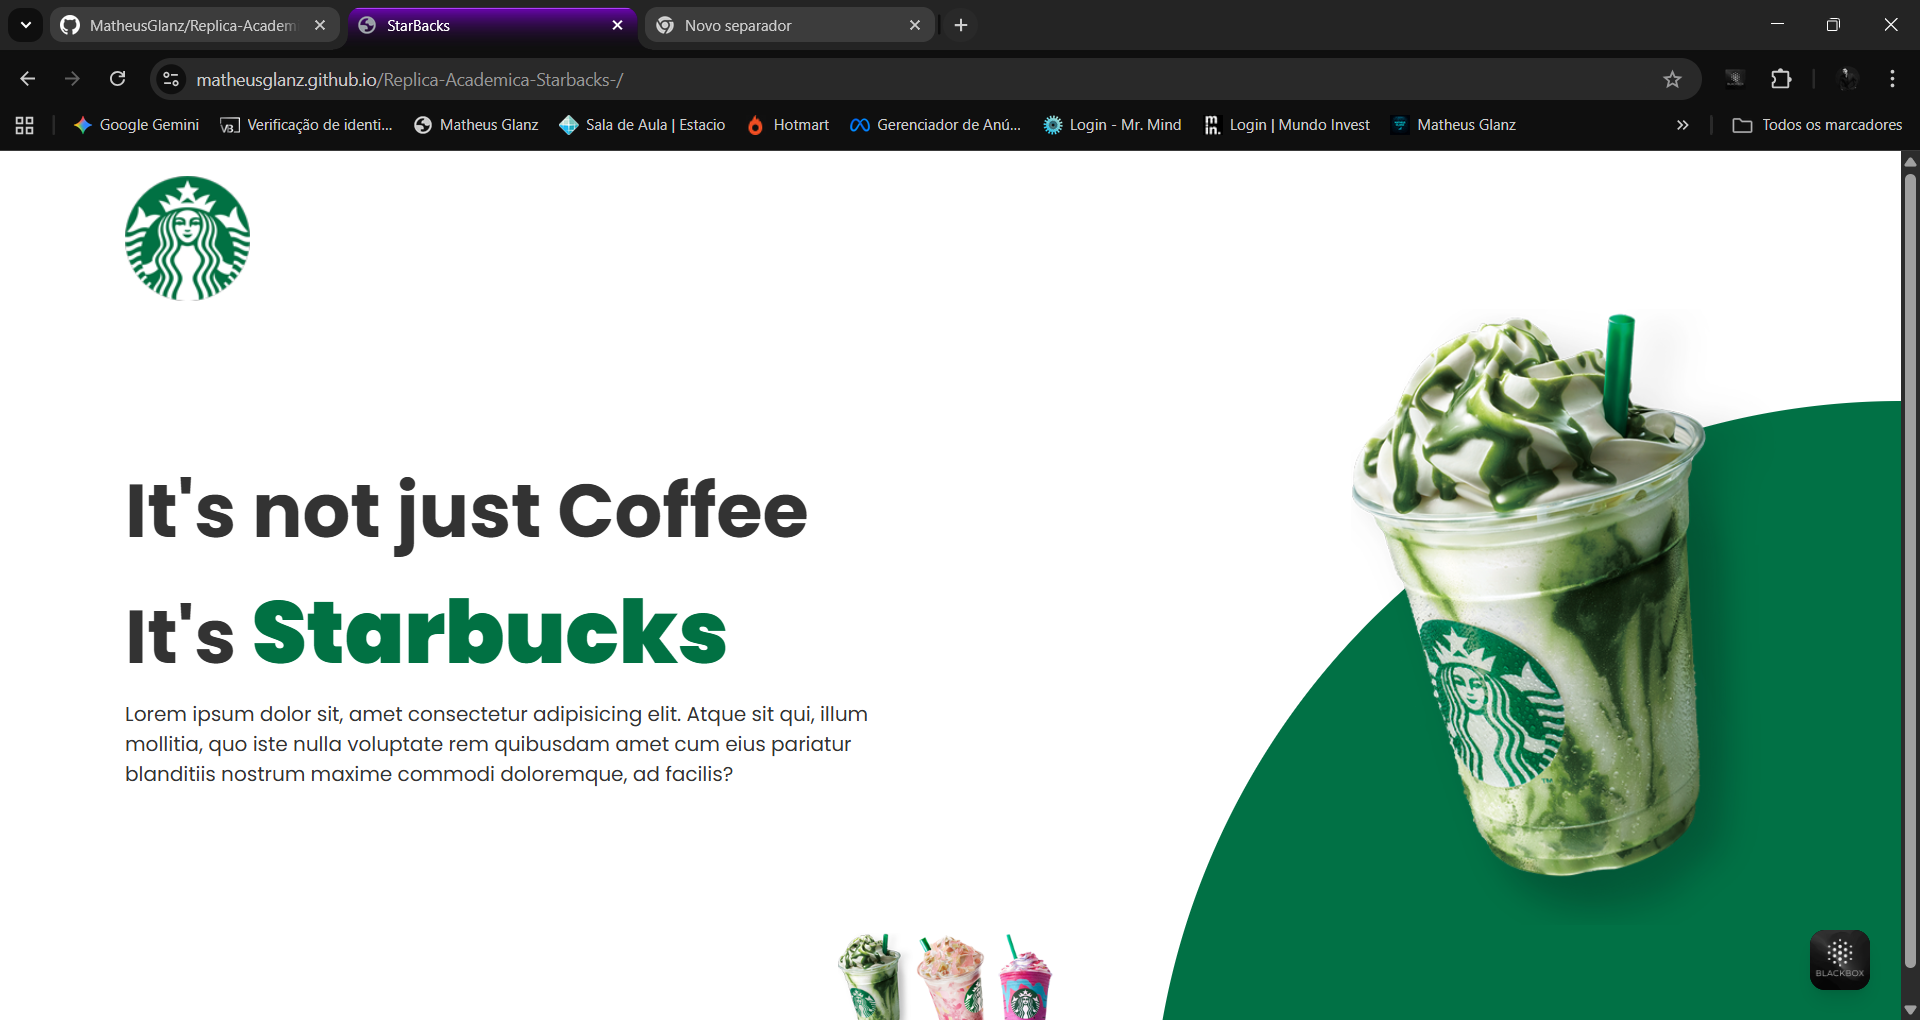 MatheusGlanz/Replica-Academ
StarBacks
Novo separador
matheusglanz.github.io/Replica-Academica-Starbacks-/
Google Gemini
Verificação de identi...
Matheus Glanz
Sala de Aula | Estacio
Hotmart
Gerenciador de Anú...
Login - Mr. Mind
Login | Mundo Invest
Matheus Glanz
Todos os marcadores
It's not just Coffee
It's Starbucks
Lorem ipsum dolor sit, amet consectetur adipisicing elit. Atque sit qui, illum
mollitia, quo iste nulla voluptate rem quibusdam amet cum eius pariatur
blanditiis nostrum maxime commodi doloremque, ad facilis?
TM
BLACKBOX